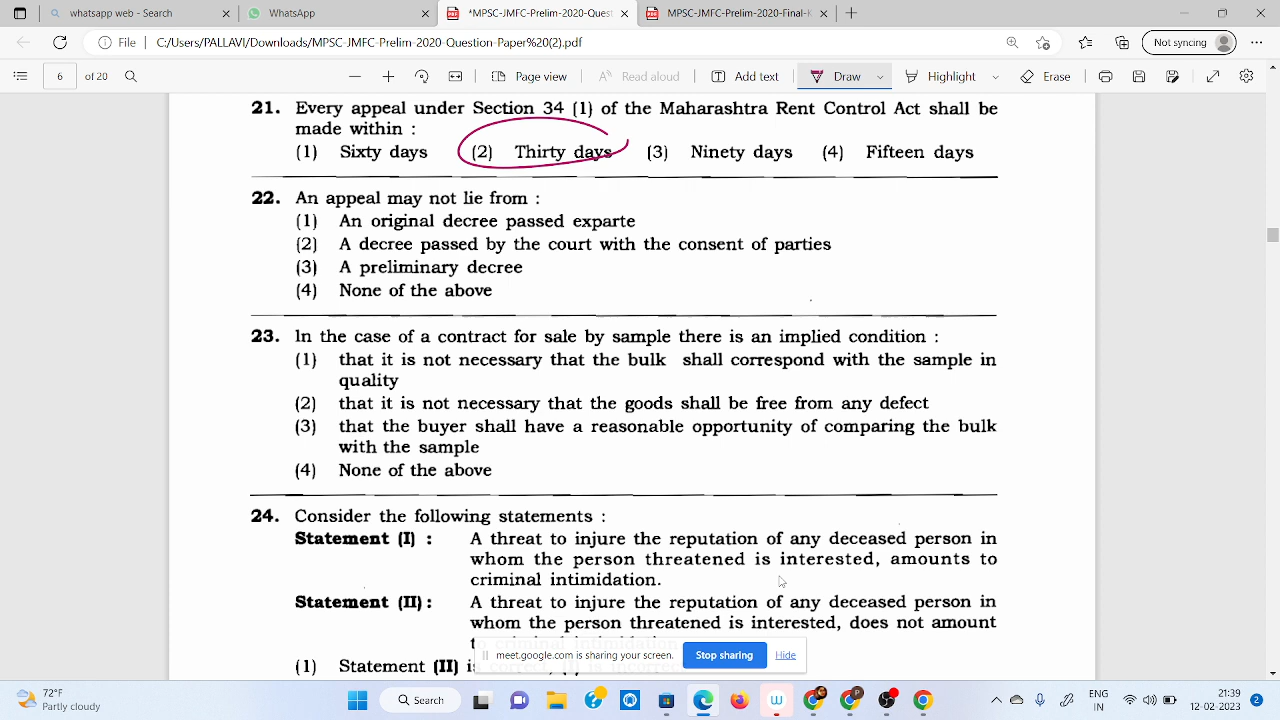 whatsapp web - Search
WhatsApp
*MPSC-JMFC-Prelim-2020-Quest
MPSC-JMFC-Prelim-2020-Final-K
File
C:/Users/PALLAVI/Downloads/MPSC_JMFC-Prelim-2020-Question-Paper%20(2).pdf
Not syncing
6 of 20
Page view
Read aloud
Add text
Draw
Highlight
Erase
21. Every appeal under Section 34 (1) of the Maharashtra Rent Control Act shall be
made within :
(1) Sixty days (2) Thirty days (3) Ninety days (4) Fifteen days
22. An appeal may not lie from :
(1) An original decree passed exparte
(2) A decree passed by the court with the consent of parties
(3) A preliminary decree
(4) None of the above
23. In the case of a contract for sale by sample there is an implied condition :
(1) that it is not necessary that the bulk shall correspond with the sample in
quality
(2) that it is not necessary that the goods shall be free from any defect
(3) that the buyer shall have a reasonable opportunity of comparing the bulk
with the sample
(4) None of the above
24. Consider the following statements :
Statement (I) : A threat to injure the reputation of any deceased person in
whom the person threatened is interested, amounts to
criminal intimidation.
Statement (II) : A threat to injure the reputation of any deceased person in
whom the person threatened is interested, does not amount
meet.google.com is sharing your screen. Stop sharing Hide
(1) Statement (II)
72°F
Partly cloudy
Search
ENG
IN
21:39
12-02-2023
2